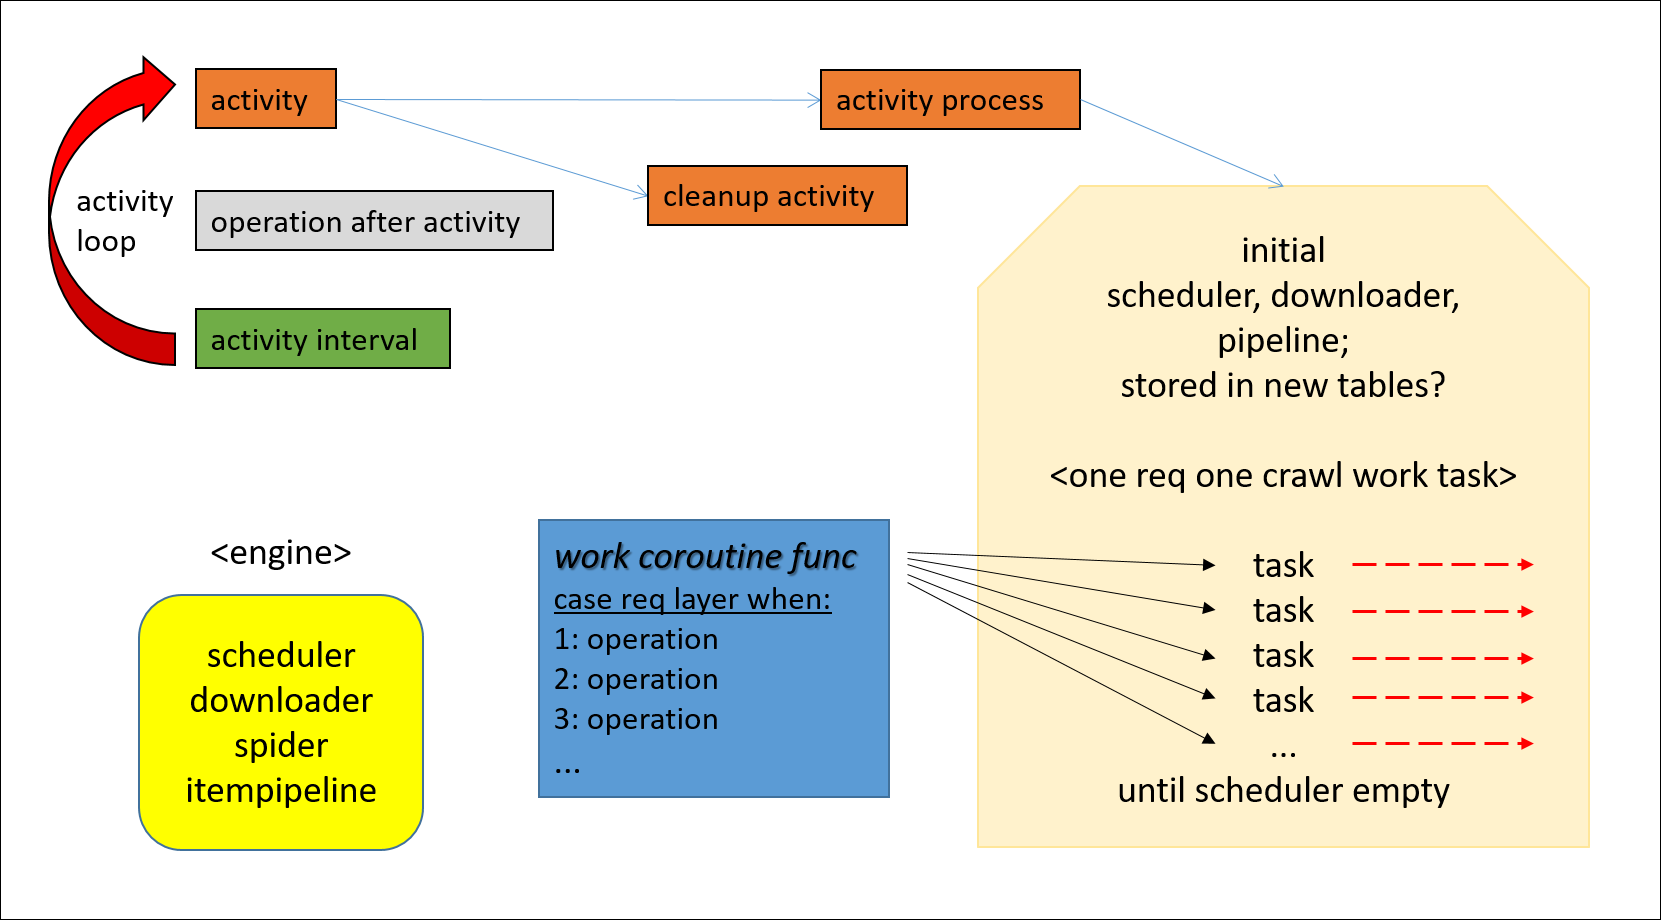 activity
activity process
cleanup activity
activity
loop
operation after activity
activity interval
initial
scheduler, downloader,
pipeline;
stored in new tables?
<one req one crawl work task>
<engine>
scheduler
downloader
spider
itempipeline
work coroutine func
case req layer when:
1: operation
2: operation
3: operation
...
task
task
task
task
...
until scheduler empty